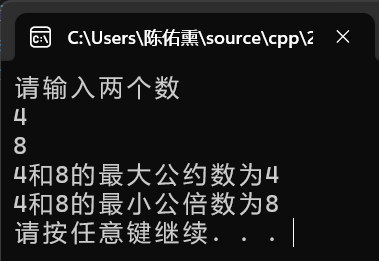 C:\Users\陈佑熏\source\cpp\2
请输入两个数
4
8
4和8的最大公约数为4
4和8的最小公倍数为8
请按任意键继续. . .